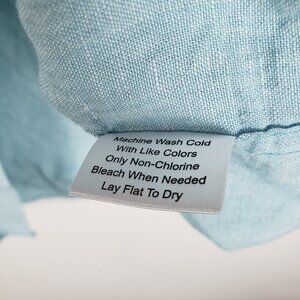 Machine Wash Cold
With Like Colors
Only Non-Chlorine
Bleach When Needed
Lay Flat To Dry